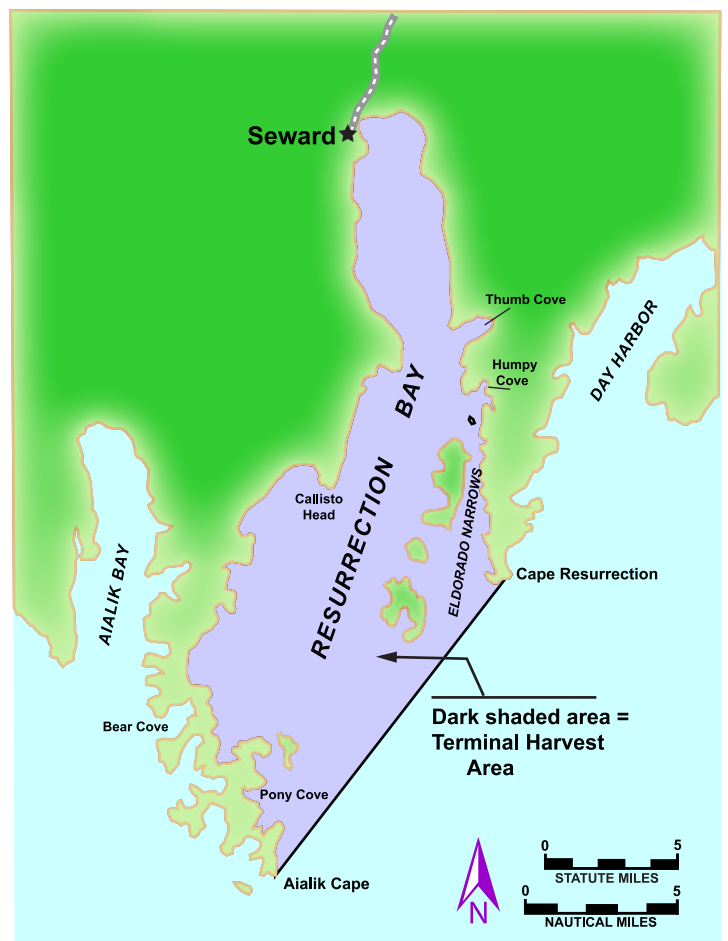 Seward
Thumb Cove
Humpy
Cove
DAY HARBOR
RESURRECTION BAY
Callisto
Head
ELDORADO NARROWS
AIALIK BAY
Cape Resurrection
Bear Cove
Dark shaded area =
Terminal Harvest
Area
Pony Cove
Aialik Cape
N
0 5
STATUTE MILES
0 5
NAUTICAL MILES